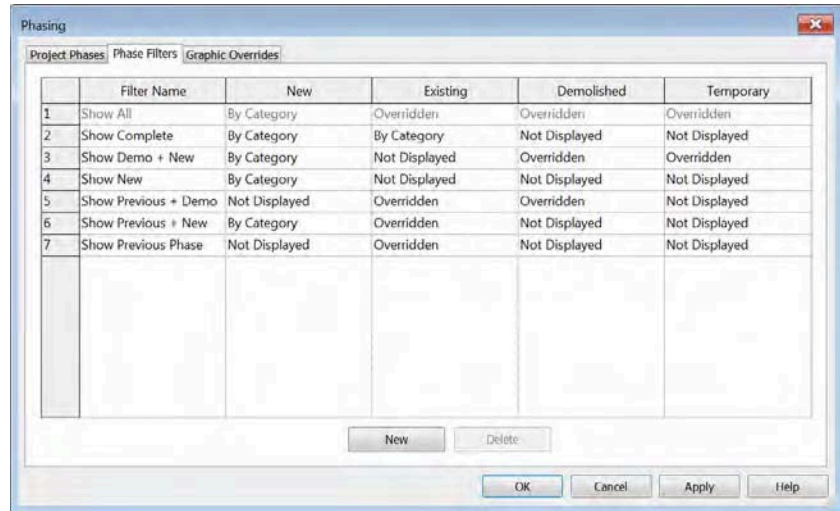 Phasing
Project Phases Phase Filters Graphic Overrides
Filter Name New Existing Demolished Temporary
1 Show All By Category Overridden Overridden Overridden
2 Show Complete By Category By Category Not Displayed Not Displayed
3 Show Demo + New By Category Not Displayed Overridden Overridden
4 Show New By Category Not Displayed Not Displayed Not Displayed
5 Show Previous + Demo Not Displayed Overridden Overridden Not Displayed
6 Show Previous + New By Category Overridden Not Displayed Not Displayed
7 Show Previous Phase Not Displayed Overridden Not Displayed Not Displayed
New Delete
OK Cancel Apply Help